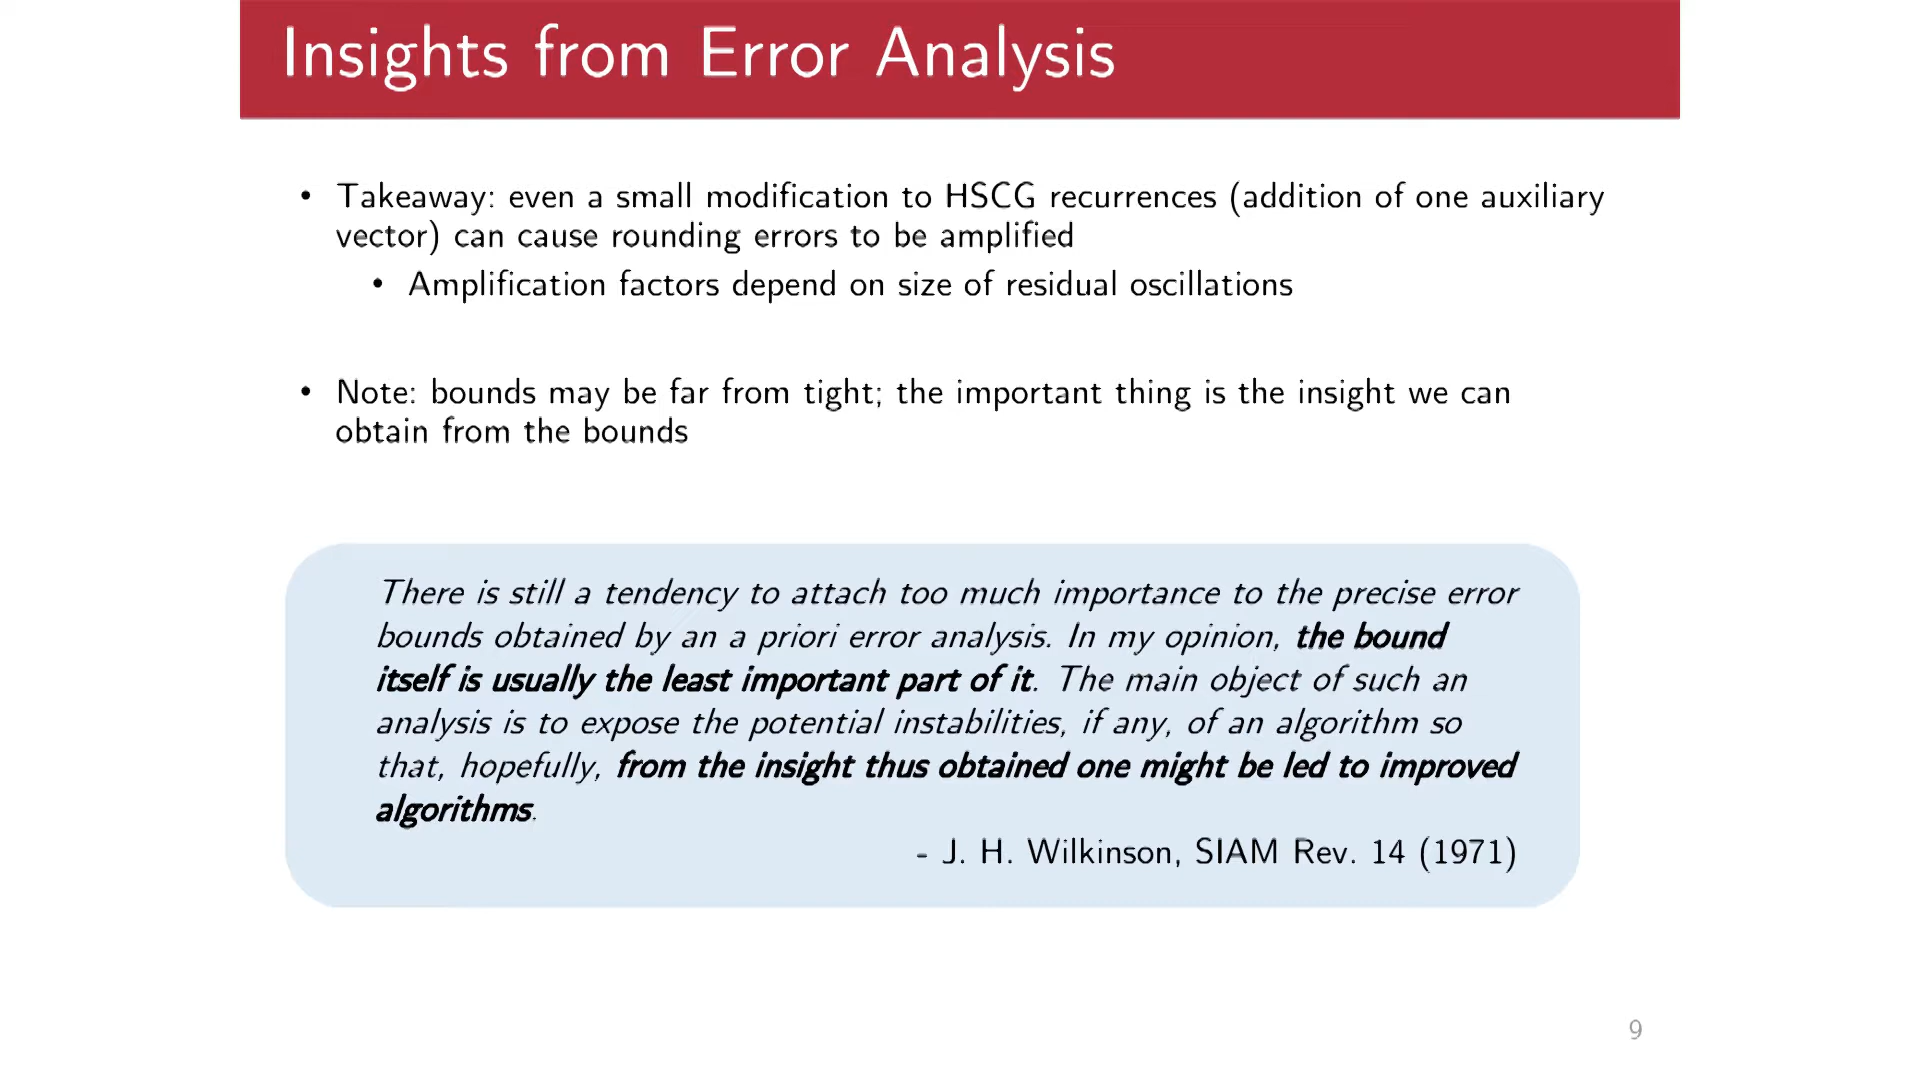 Insights from Error Analysis
• Takeaway: even a small modification to HSCG recurrences (addition of one auxiliary
vector) can cause rounding errors to be amplified
• Amplification factors depend on size of residual oscillations
• Note: bounds may be far from tight; the important thing is the insight we can
obtain from the bounds
There is still a tendency to attach too much importance to the precise error
bounds obtained by an a priori error analysis. In my opinion, the bound
itself is usually the least important part of it. The main object of such an
analysis is to expose the potential instabilities, if any, of an algorithm so
that, hopefully, from the insight thus obtained one might be led to improved
algorithms.
- J. H. Wilkinson, SIAM Rev. 14 (1971)
9